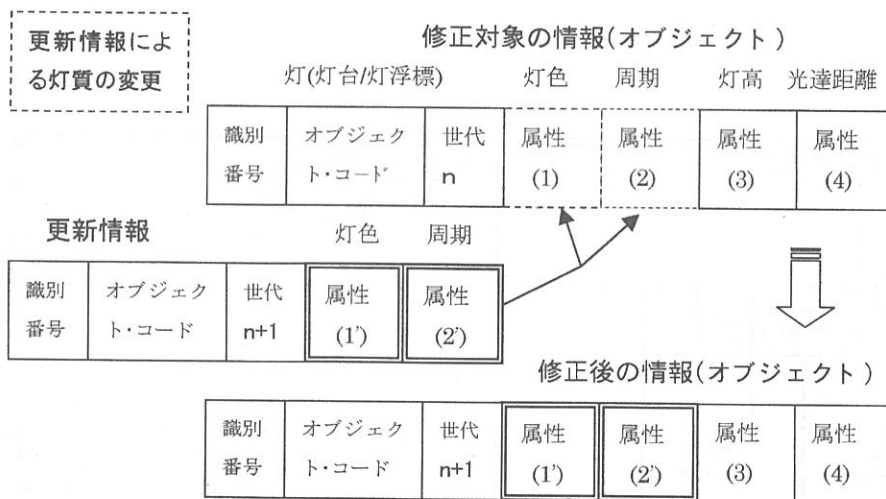 更新情報によ
る灯質の変更
修正対象の情報(オブジェクト)
灯(灯台/灯浮標) 灯色 周期 灯高 光達距離
識別 オブジェク 世代 属性 属性 属性 属性
番号 ト・コード n (1) (2) (3) (4)
更新情報 灯色 周期
識別 オブジェク 世代 属性 属性
番号 ト・コード n+1 (1') (2')
修正後の情報(オブジェクト)
識別 オブジェク 世代 属性 属性 属性 属性
番号 ト・コード n+1 (1') (2') (3) (4)